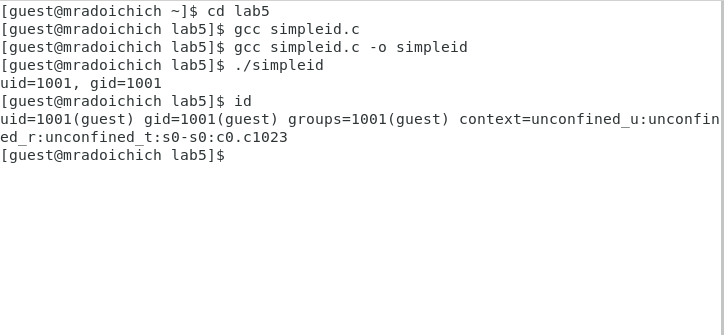 [guest@mradoichich ~]$ cd lab5
[guest@mradoichich lab5]$ gcc simpleid.c
[guest@mradoichich lab5]$ gcc simpleid.c -o simpleid
[guest@mradoichich lab5]$ ./simpleid
uid=1001, gid=1001
[guest@mradoichich lab5]$ id
uid=1001(guest) gid=1001(guest) groups=1001(guest) context=unconfined_u:unconfin
ed_r:unconfined_t:s0-s0:c0.c1023
[guest@mradoichich lab5]$